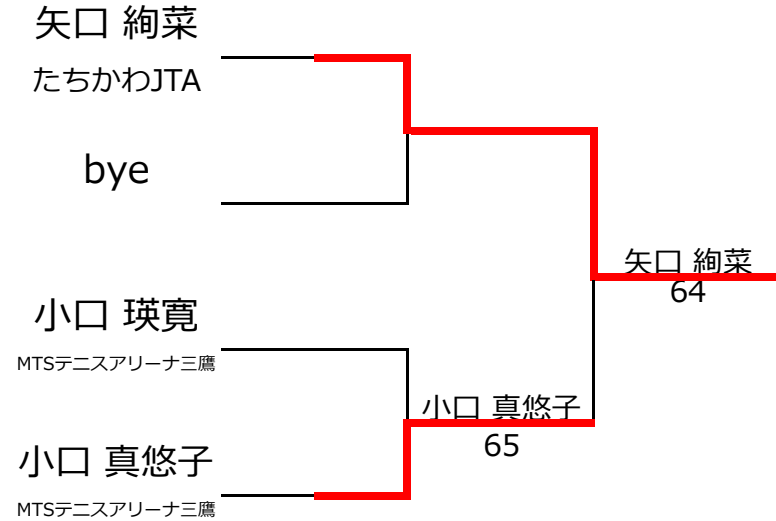 矢口 絢菜
たちかわJTA
bye
矢口 絢菜
64
小口 瑛寛
MTSテニスアリーナ三鷹
小口 真悠子
65
小口 真悠子
MTSテニスアリーナ三鷹